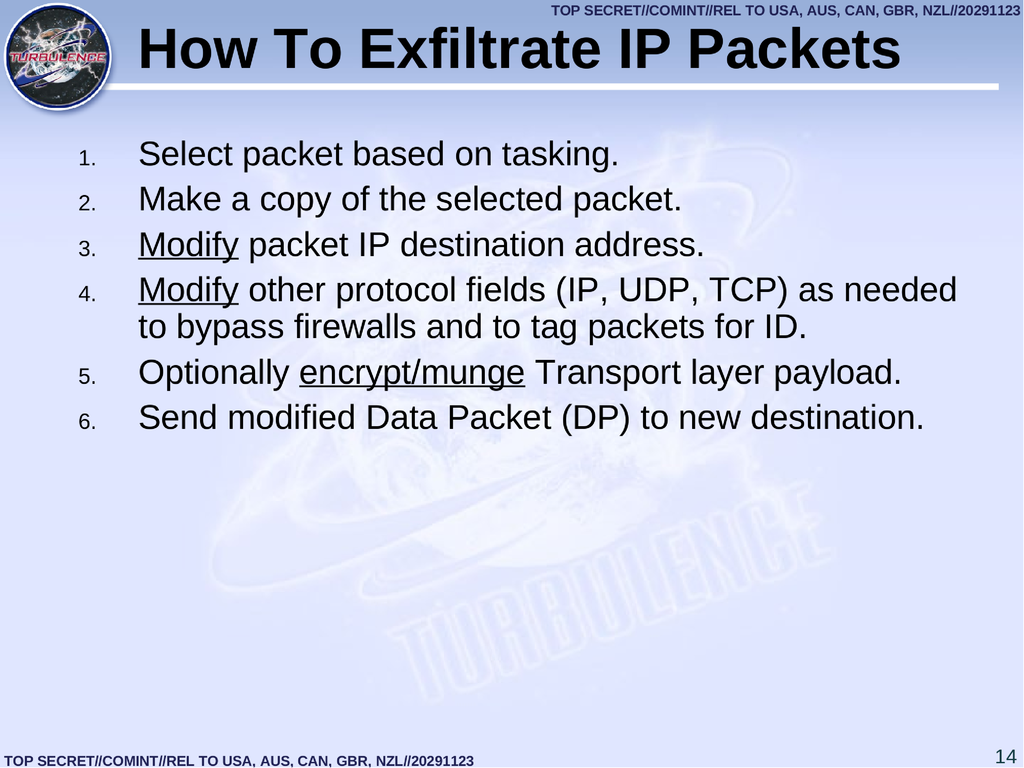 TOP SECRET//COMINT//REL TO USA, AUS, CAN, GBR, NZL//20291123
TURBULENCE
How To Exfiltrate IP Packets
1. Select packet based on tasking.
2. Make a copy of the selected packet.
3. Modify packet IP destination address.
4. Modify other protocol fields (IP, UDP, TCP) as needed
to bypass firewalls and to tag packets for ID.
5. Optionally encrypt/munge Transport layer payload.
6. Send modified Data Packet (DP) to new destination.
TURBULENCE
TOP SECRET//COMINT//REL TO USA, AUS, CAN, GBR, NZL//20291123
14